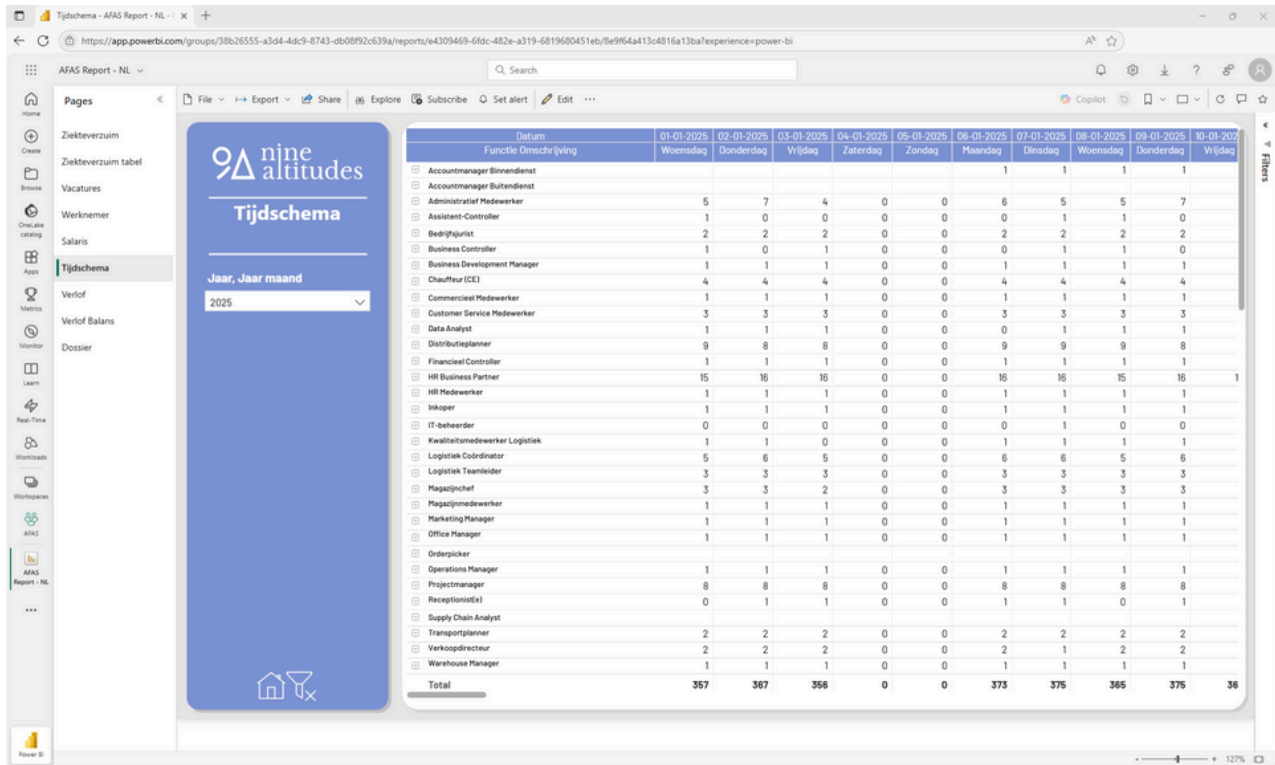 Tijdschema - AFAS Report - NL -
https://app.powerbi.com/groups/38b26555-a3d4-4dc9-8743-db08f92c639a/reports/e4309469-6fdc-482e-a319-6819680451eb/8e9f64a413c4816a13ba?experience=power-bi
AFAS Report - NL
Search
Home
Create
Browse
OneLake catalog
Apps
Metrics
Monitor
Learn
Real-Time
Workloads
Workspaces
AFAS
AFAS Report - NL
Power BI
Pages
Ziekteverzuim
Ziekteverzuim tabel
Vacatures
Werknemer
Salaris
Tijdschema
Verlof
Verlof Balans
Dossier
File Export Share Explore Subscribe Set alert Edit ... Copilot
nine
altitudes
Tijdschema
Jaar, Jaar maand
2025
Datum 01-01-2025 02-01-2025 03-01-2025 04-01-2025 05-01-2025 06-01-2025 07-01-2025 08-01-2025 09-01-2025 10-01-202
Functie Omschrijving Woensdag Donderdag Vrijdag Zaterdag Zondag Maandag Dinsdag Woensdag Donderdag Vrijdag
Accountmanager Binnendienst 1 1 1 1
Accountmanager Buitendienst
Administratief Medewerker 5 7 4 0 0 6 5 5 7
Assistent-Controller 1 0 0 0 0 0 1 1 0
Bedrijfsjurist 2 2 2 0 0 2 2 2 2
Business Controller 1 0 1 0 0 0 1 1 0
Business Development Manager 1 1 1 0 0 1 1 1 1
Chauffeur (CE) 4 4 4 0 0 4 4 4 4
Commercieel Medewerker 1 1 1 0 0 1 1 1 1
Customer Service Medewerker 3 3 3 0 0 3 3 3 3
Data Analyst 1 1 1 0 0 0 1 1 1
Distributieplanner 9 8 8 0 0 9 9 9 8
Financieel Controller 1 1 1 0 0 1 1 1 1
HR Business Partner 15 16 16 0 0 16 16 15 16 1
HR Medewerker 1 1 1 0 0 1 1 1 1
Inkoper 1 1 1 0 0 1 1 1 1
IT-beheerder 0 0 0 0 0 0 1 0 0
Kwaliteitsmedewerker Logistiek 1 1 0 0 0 1 1 1 1
Logistiek Coördinator 5 6 5 0 0 6 6 5 6
Logistiek Teamleider 3 3 3 0 0 3 3 3 3
Magazijnchef 3 3 2 0 0 3 3 3 3
Magazijnmedewerker 1 1 1 0 0 1 1 1 1
Marketing Manager 1 1 1 0 0 1 1 1 1
Office Manager 1 1 1 0 0 1 1 1 1
Orderpicker
Operations Manager 1 1 1 0 0 1 1 1 1
Projectmanager 8 8 8 0 0 8 8 8 8
Receptionist(e) 0 1 1 0 0 1 1 0 1
Supply Chain Analyst
Transportplanner 2 2 2 0 0 2 2 2 2
Verkoopdirecteur 2 2 2 0 0 2 1 2 2
Warehouse Manager 1 1 1 0 0 1 1 1 1
Total 357 367 356 0 0 373 375 365 375 36
Filters
127%